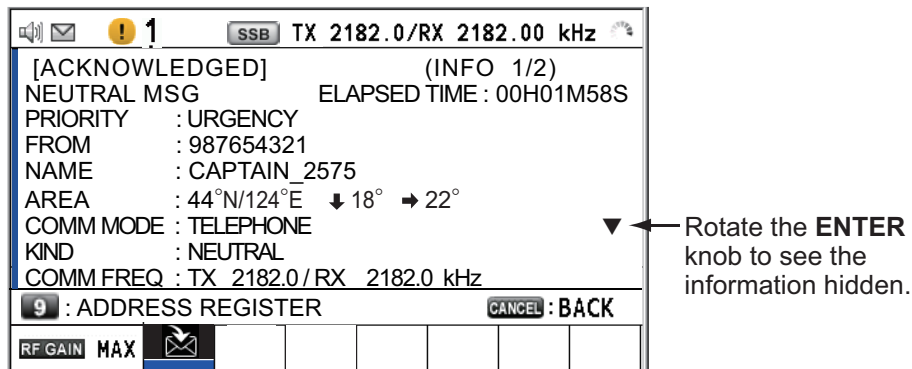 ! 1 SSB TX 2182.0/RX 2182.00 kHz
[ACKNOWLEDGED] (INFO 1/2)
NEUTRAL MSG ELAPSED TIME : 00H01M58S
PRIORITY : URGENCY
FROM : 987654321
NAME : CAPTAIN_2575
AREA : 44°N/124°E ⬇ 18° ➡ 22°
COMM MODE : TELEPHONE ▼
KIND : NEUTRAL
COMM FREQ : TX 2182.0 / RX 2182.0 kHz
9 : ADDRESS REGISTER CANCEL : BACK
RF GAIN MAX
Rotate the ENTER
knob to see the
information hidden.